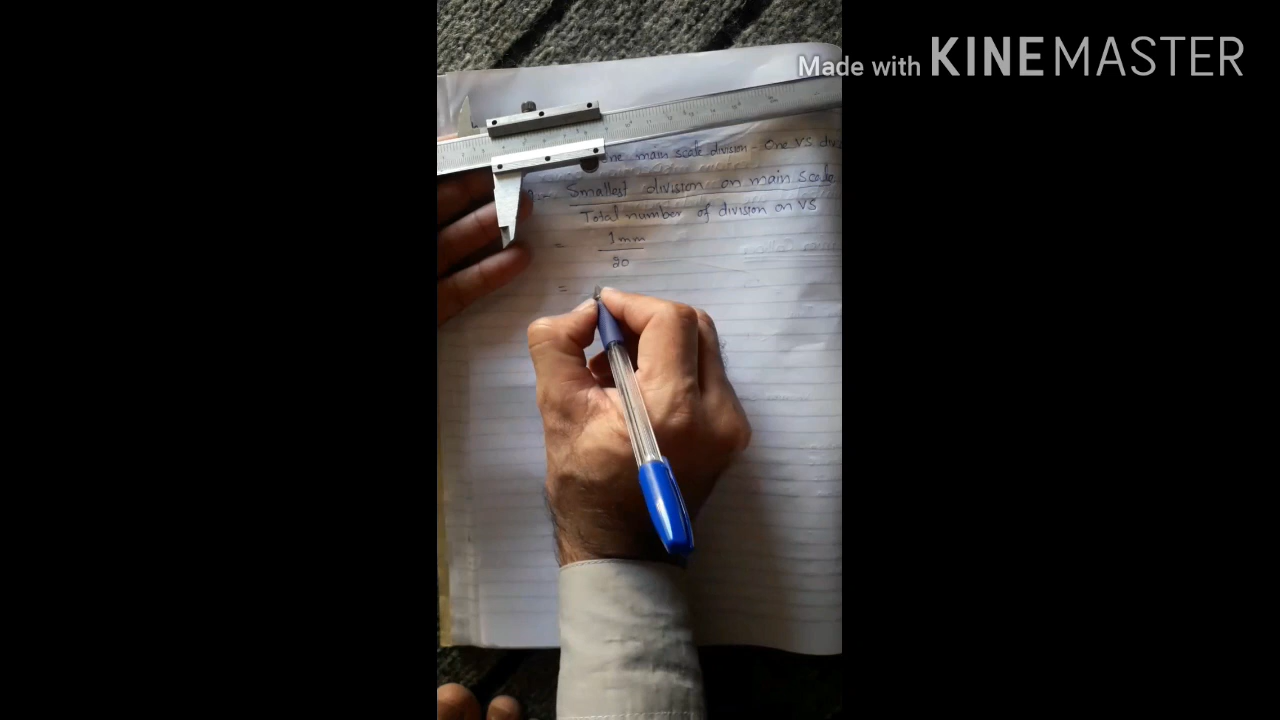 Made with KINEMASTER
one main scale division - One VS
Smallest division on main scale
Total number of division on VS
= 1mm
20
=